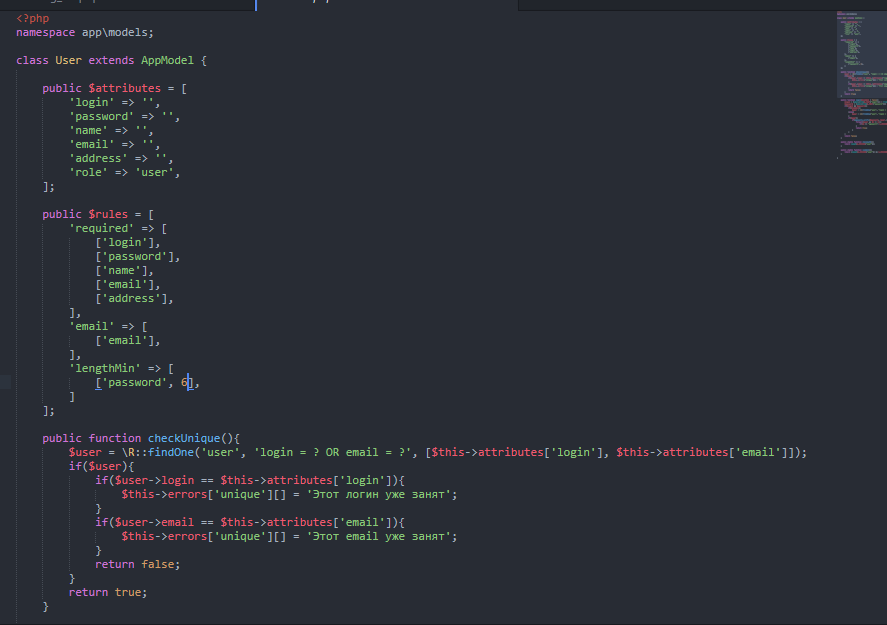 <?php
namespace app\models;
class User extends AppModel {
public $attributes = [
'login' => '',
'password' => '',
'name' => '',
'email' => '',
'address' => '',
'role' => 'user',
];
public $rules = [
'required' => [
['login'],
['password'],
['name'],
['email'],
['address'],
],
'email' => [
['email'],
],
'lengthMin' => [
['password', 6],
]
];
public function checkUnique(){
$user = \R::findOne('user', 'login = ? OR email = ?', [$this->attributes['login'], $this->attributes['email']]);
if($user){
if($user->login == $this->attributes['login']){
$this->errors['unique'][] = 'Этот логин уже занят';
}
if($user->email == $this->attributes['email']){
$this->errors['unique'][] = 'Этот email уже занят';
}
return false;
}
return true;
}